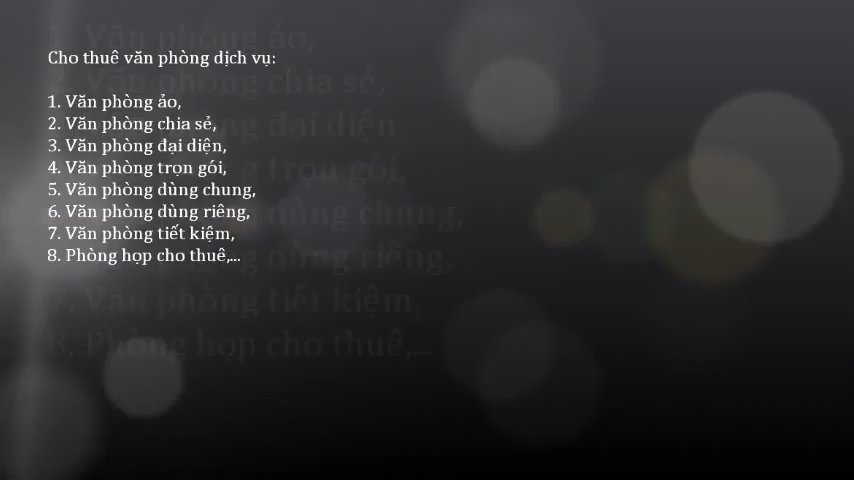 Cho thuê văn phòng dịch vụ:
1. Văn phòng ảo,
2. Văn phòng chia sẻ,
3. Văn phòng đại diện,
4. Văn phòng trọn gói,
5. Văn phòng dùng chung,
6. Văn phòng dùng riêng,
7. Văn phòng tiết kiệm,
8. Phòng họp cho thuê,...